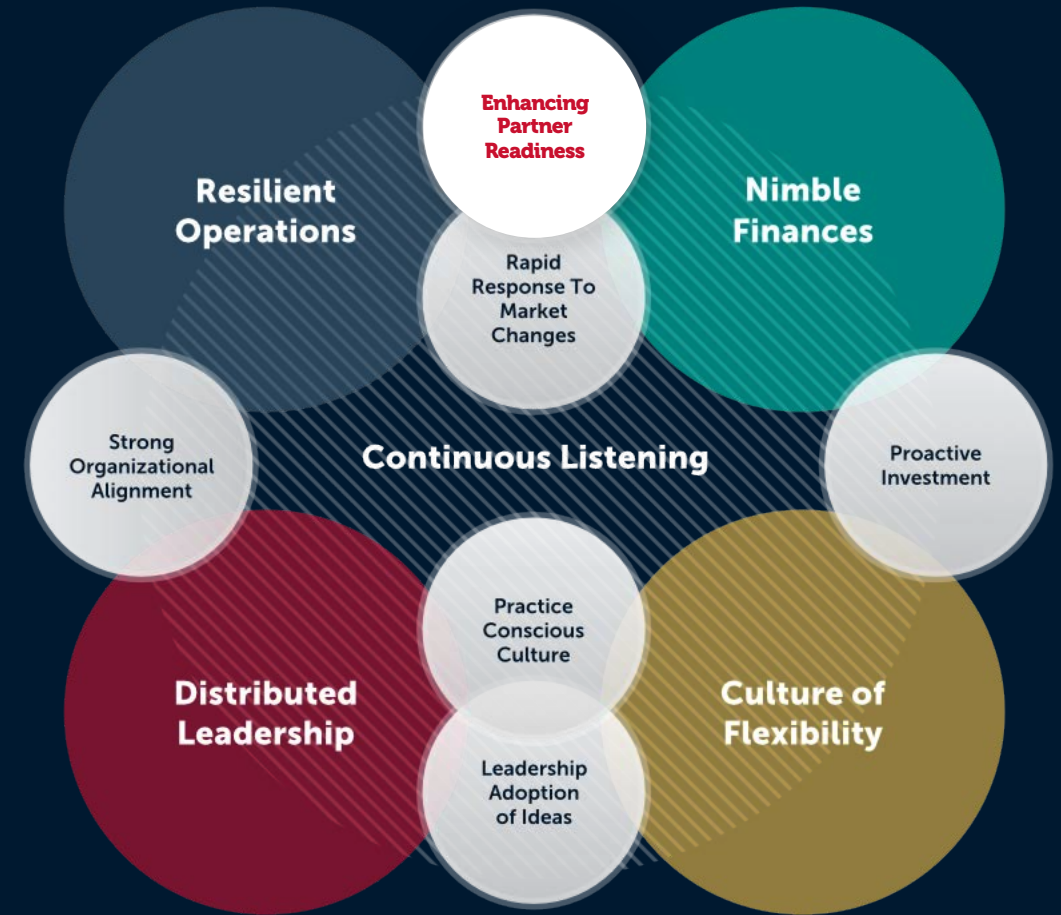 Enhancing
Partner
Readiness
Resilient
Operations
Nimble
Finances
Rapid
Response To
Market
Changes
Strong
Organizational
Alignment
Continuous Listening
Proactive
Investment
Practice
Conscious
Culture
Distributed
Leadership
Culture of
Flexibility
Leadership
Adoption
of Ideas